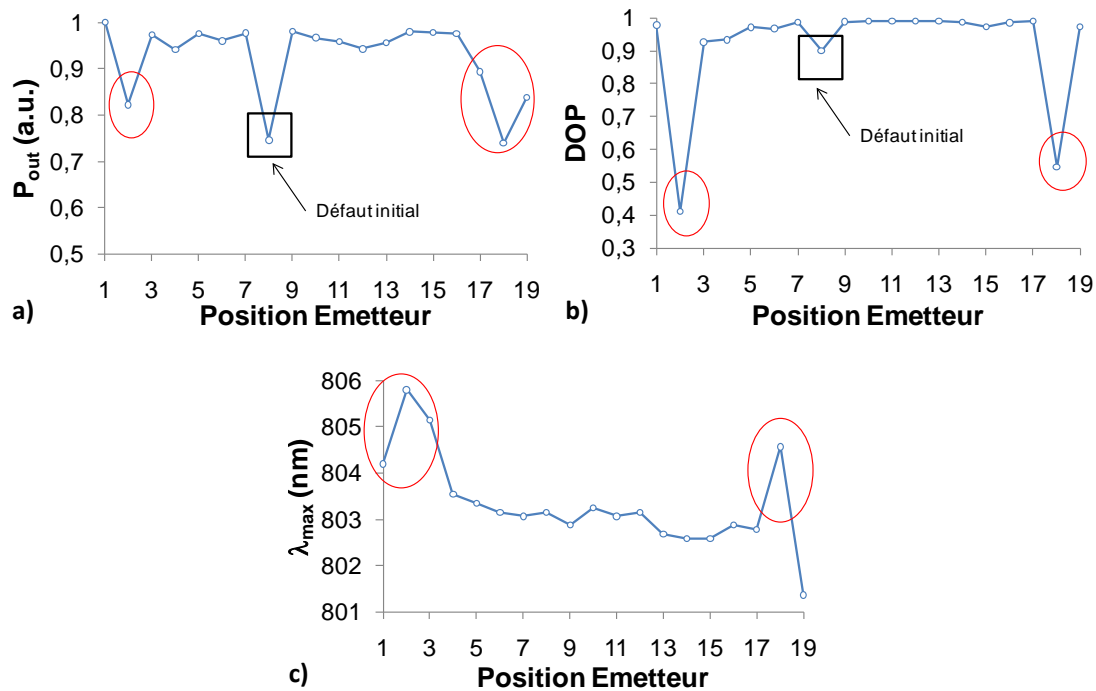 P_out (a.u.)
1
0,9
0,8
0,7
0,6
0,5
Défaut initial
1 3 5 7 9 11 13 15 17 19
Position Emetteur
a)
DOP
1
0,9
0,8
0,7
0,6
0,5
0,4
0,3
Défaut initial
1 3 5 7 9 11 13 15 17 19
Position Emetteur
b)
λ_max (nm)
806
805
804
803
802
801
1 3 5 7 9 11 13 15 17 19
Position Emetteur
c)